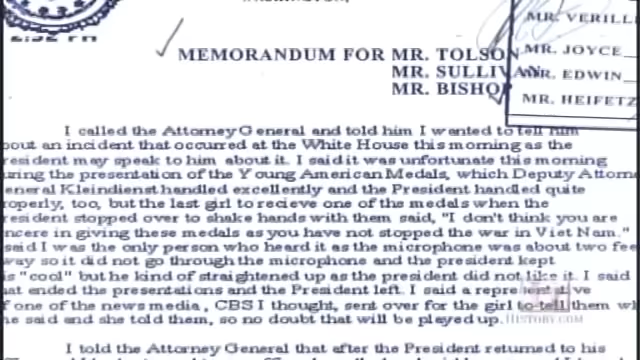 MR. VERILL
MR. JOYCE
MR. EDWIN
MR. HEIFETZ
MEMORANDUM FOR MR. TOLSON
MR. SULLIVAN
MR. BISHOP
I called the Attorney General and told him I wanted to tell him
out an incident that occurred at the White House this morning as the
resident may speak to him about it. I said it was unfortunate this morning
uring the presentation of the Young American Medals, which Deputy Attorne
eneral Kleindienst handled excellently and the President handled quite
roperly, too, but the last girl to recieve one of the medals when the
resident stopped over to shake hands with them said, "I don't think you are
ncere in giving these medals as you have not stopped the war in Viet Nam."
said I was the only person who heard it as the microphone was about two fee
way so it did not go through the microphone and the president kept
is "cool" but he kind of straightened up as the president did not like it. I said
at ended the presentations and the President left. I said a represent ive
f one of the news media, CBS I thought, sent over for the girl to tell them w
he said and she told them, so no doubt that will be played up.
HISTORY.COM
I told the Attorney General that after the President returned to his